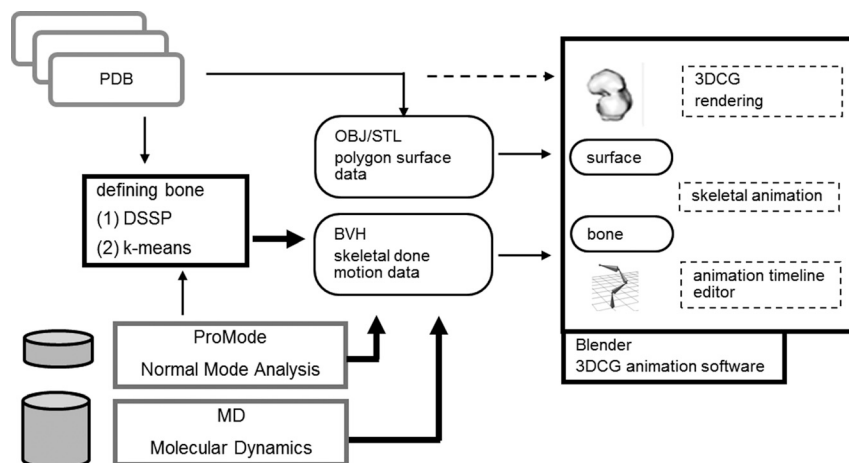 PDB
OBJ/STL
polygon surface
data
defining bone
(1) DSSP
(2) k-means
BVH
skeletal done
motion data
ProMode
Normal Mode Analysis
MD
Molecular Dynamics
3DCG
rendering
surface
skeletal animation
bone
animation timeline
editor
Blender
3DCG animation software